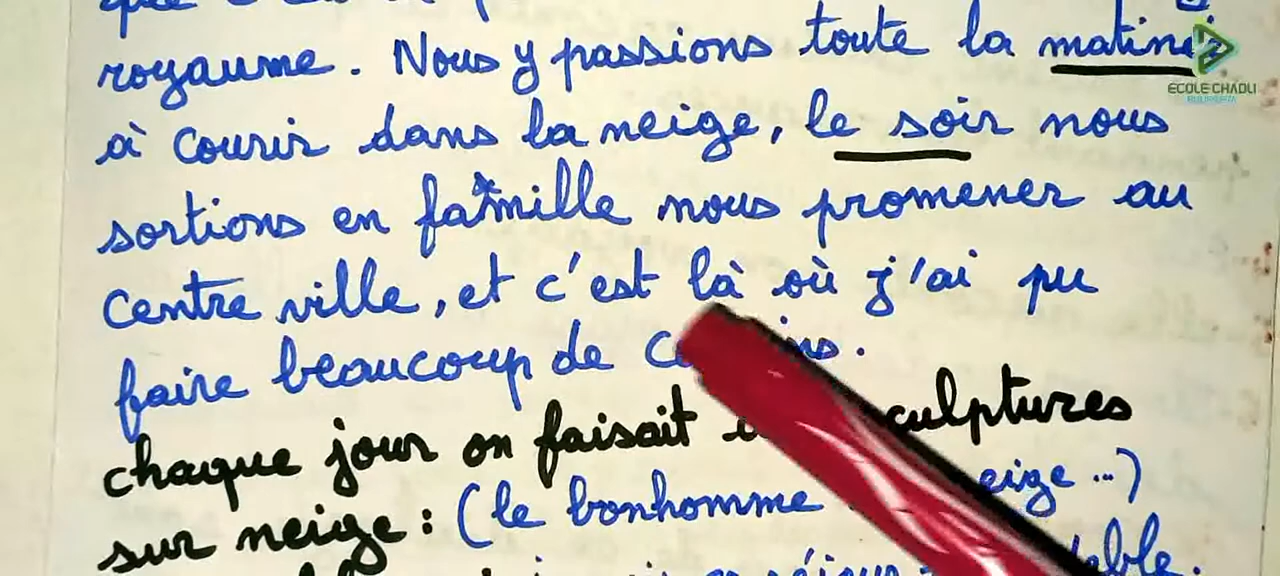 royaume. Nous y passions toute la matinée
ECOLE CHADLI
à courir dans la neige, le soir nous
sortions en famille nous promener au
centre ville, et c'est là où j'ai pu
faire beaucoup de
chaque jour on faisait sculptures
sur neige : (le bonhomme neige ...)